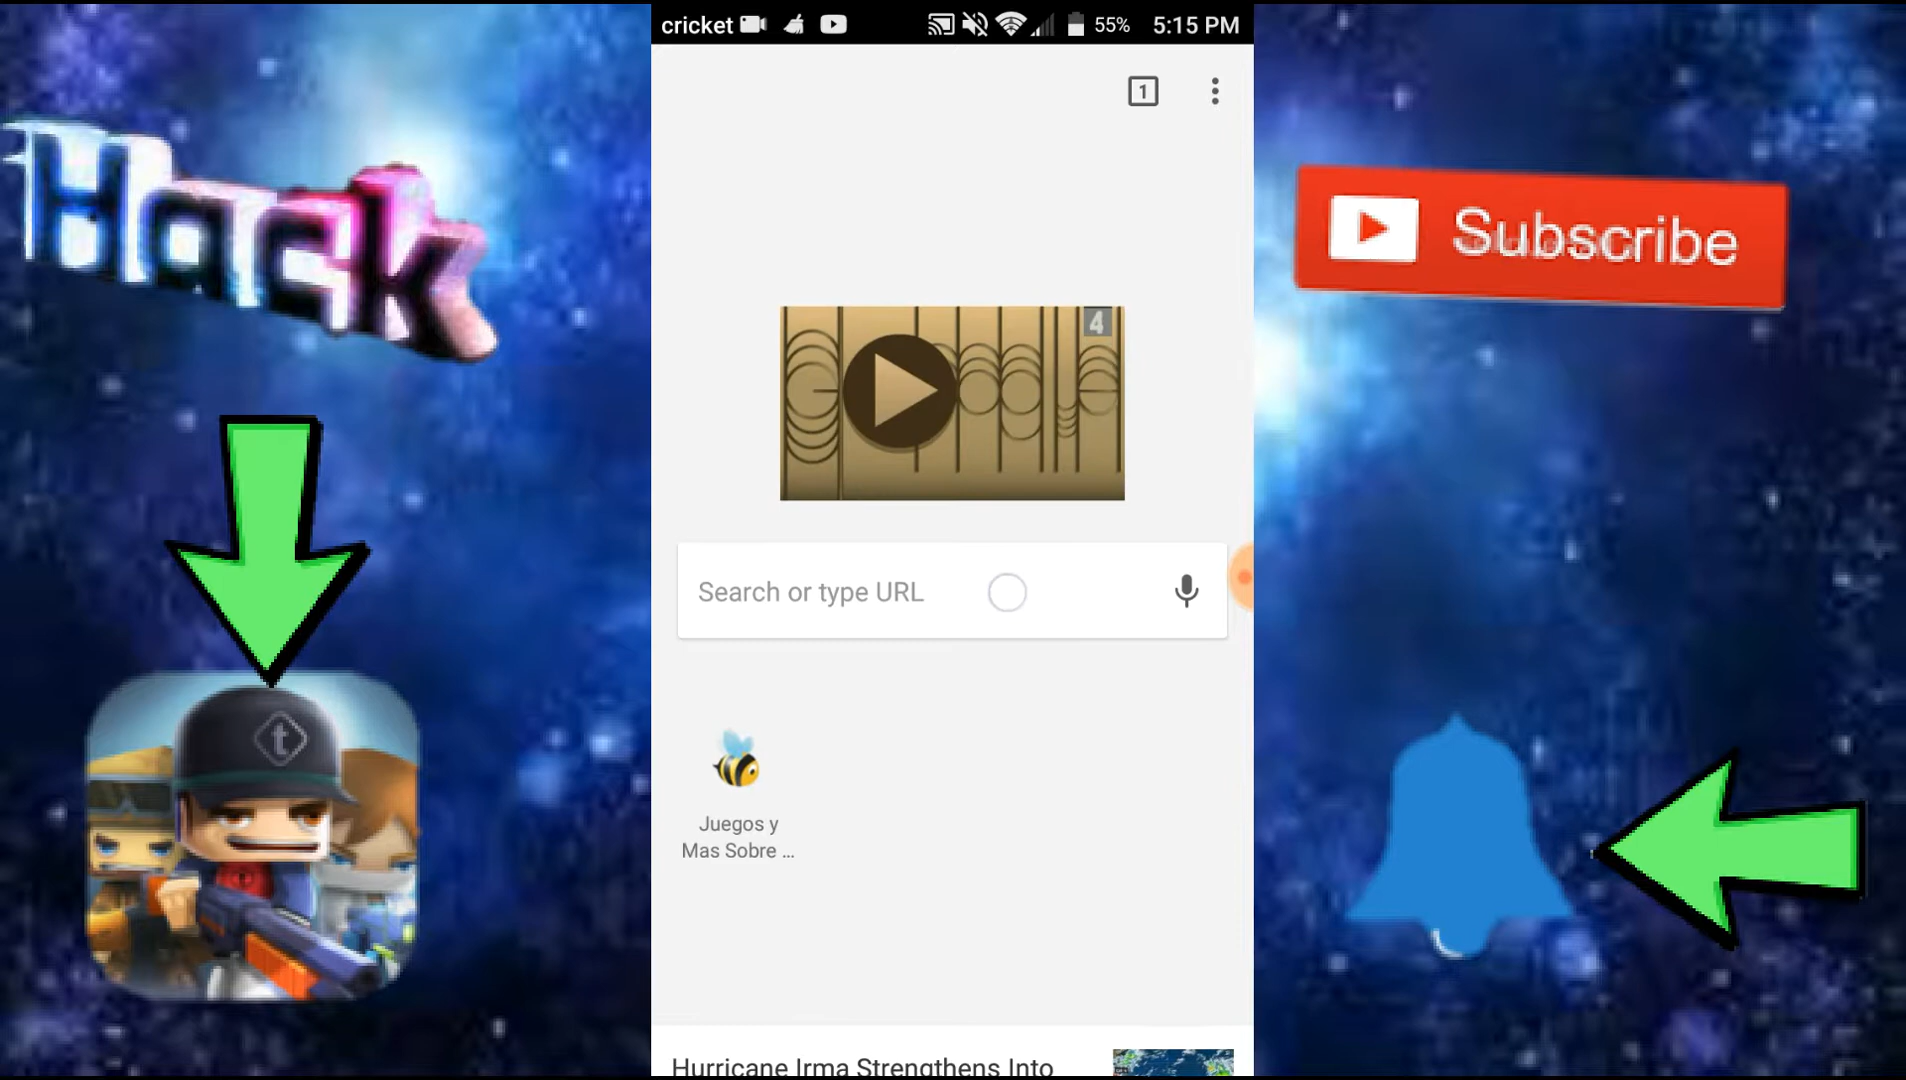 cricket 55% 5:15 PM
1
Hack
Subscribe
4
Google
Search or type URL
t
Juegos y
Mas Sobre ...
Hurricane Irma Strengthens Into